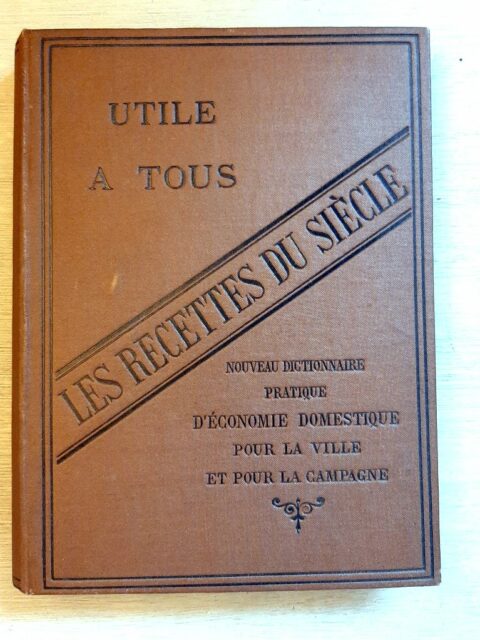 UTILE
A TOUS
LES RECETTES DU SIÈCLE
NOUVEAU DICTIONNAIRE
PRATIQUE
D'ÉCONOMIE DOMESTIQUE
POUR LA VILLE
ET POUR LA CAMPAGNE